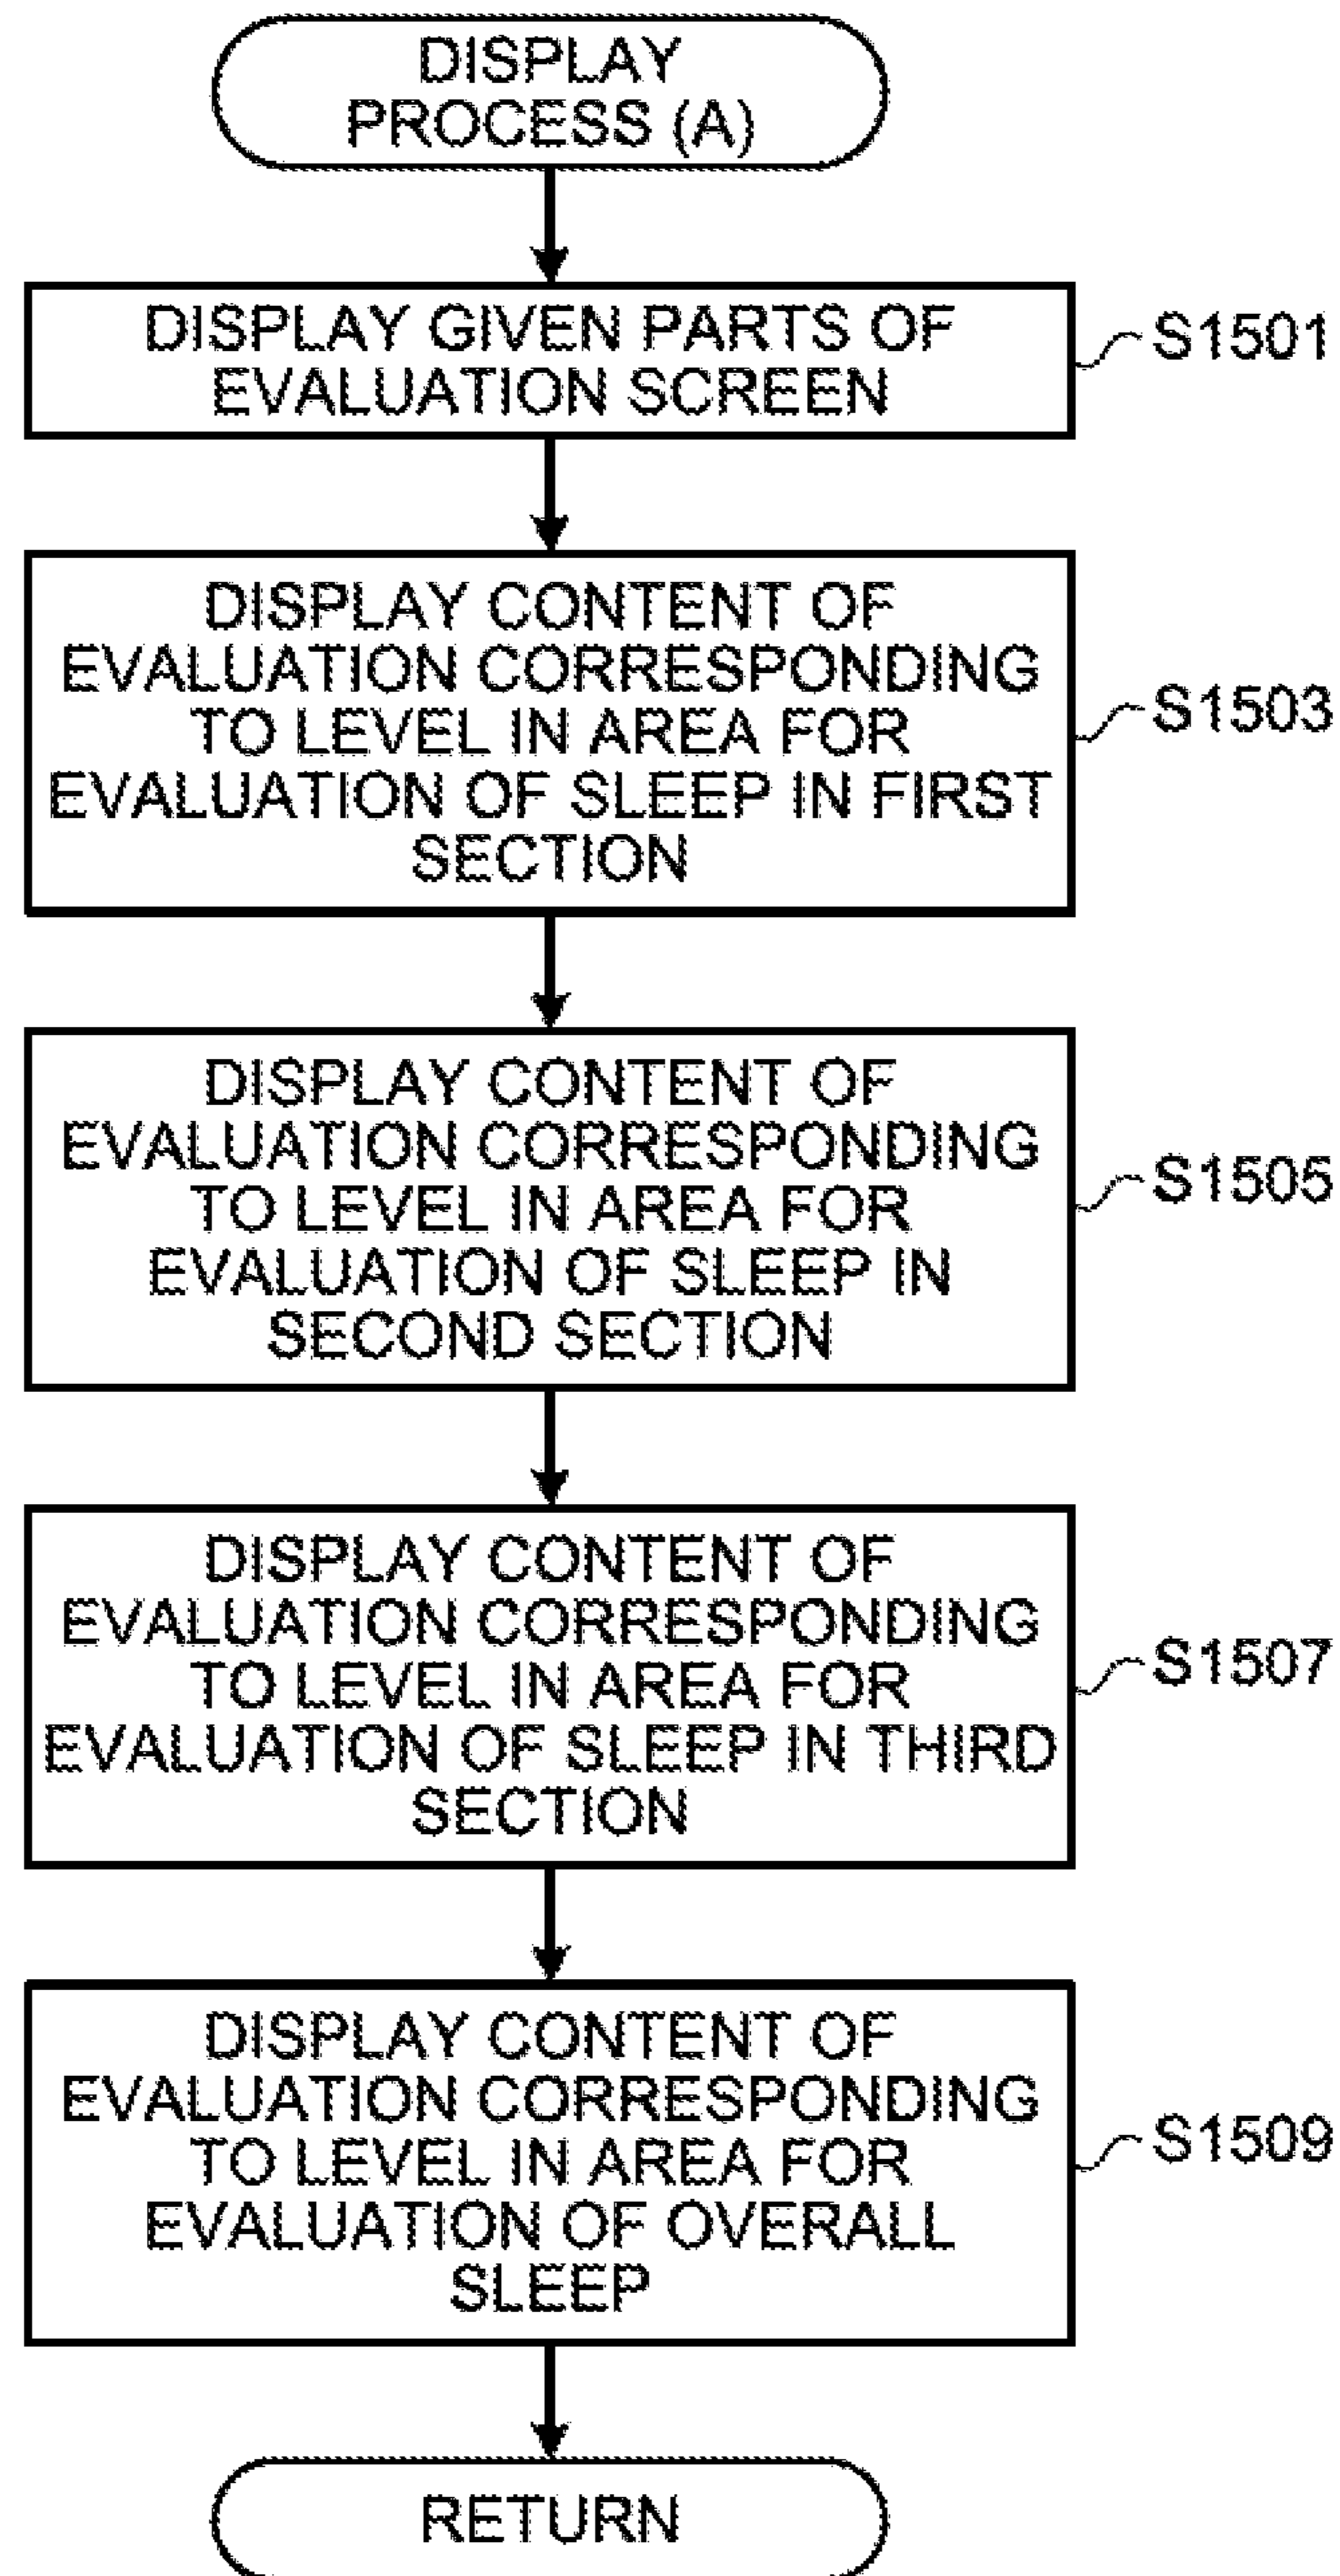 DISPLAY
PROCESS (A)
DISPLAY GIVEN PARTS OF
EVALUATION SCREEN
S1501
DISPLAY CONTENT OF
EVALUATION CORRESPONDING
TO LEVEL IN AREA FOR
EVALUATION OF SLEEP IN FIRST
SECTION
S1503
DISPLAY CONTENT OF
EVALUATION CORRESPONDING
TO LEVEL IN AREA FOR
EVALUATION OF SLEEP IN
SECOND SECTION
S1505
DISPLAY CONTENT OF
EVALUATION CORRESPONDING
TO LEVEL IN AREA FOR
EVALUATION OF SLEEP IN THIRD
SECTION
S1507
DISPLAY CONTENT OF
EVALUATION CORRESPONDING
TO LEVEL IN AREA FOR
EVALUATION OF OVERALL
SLEEP
S1509
RETURN